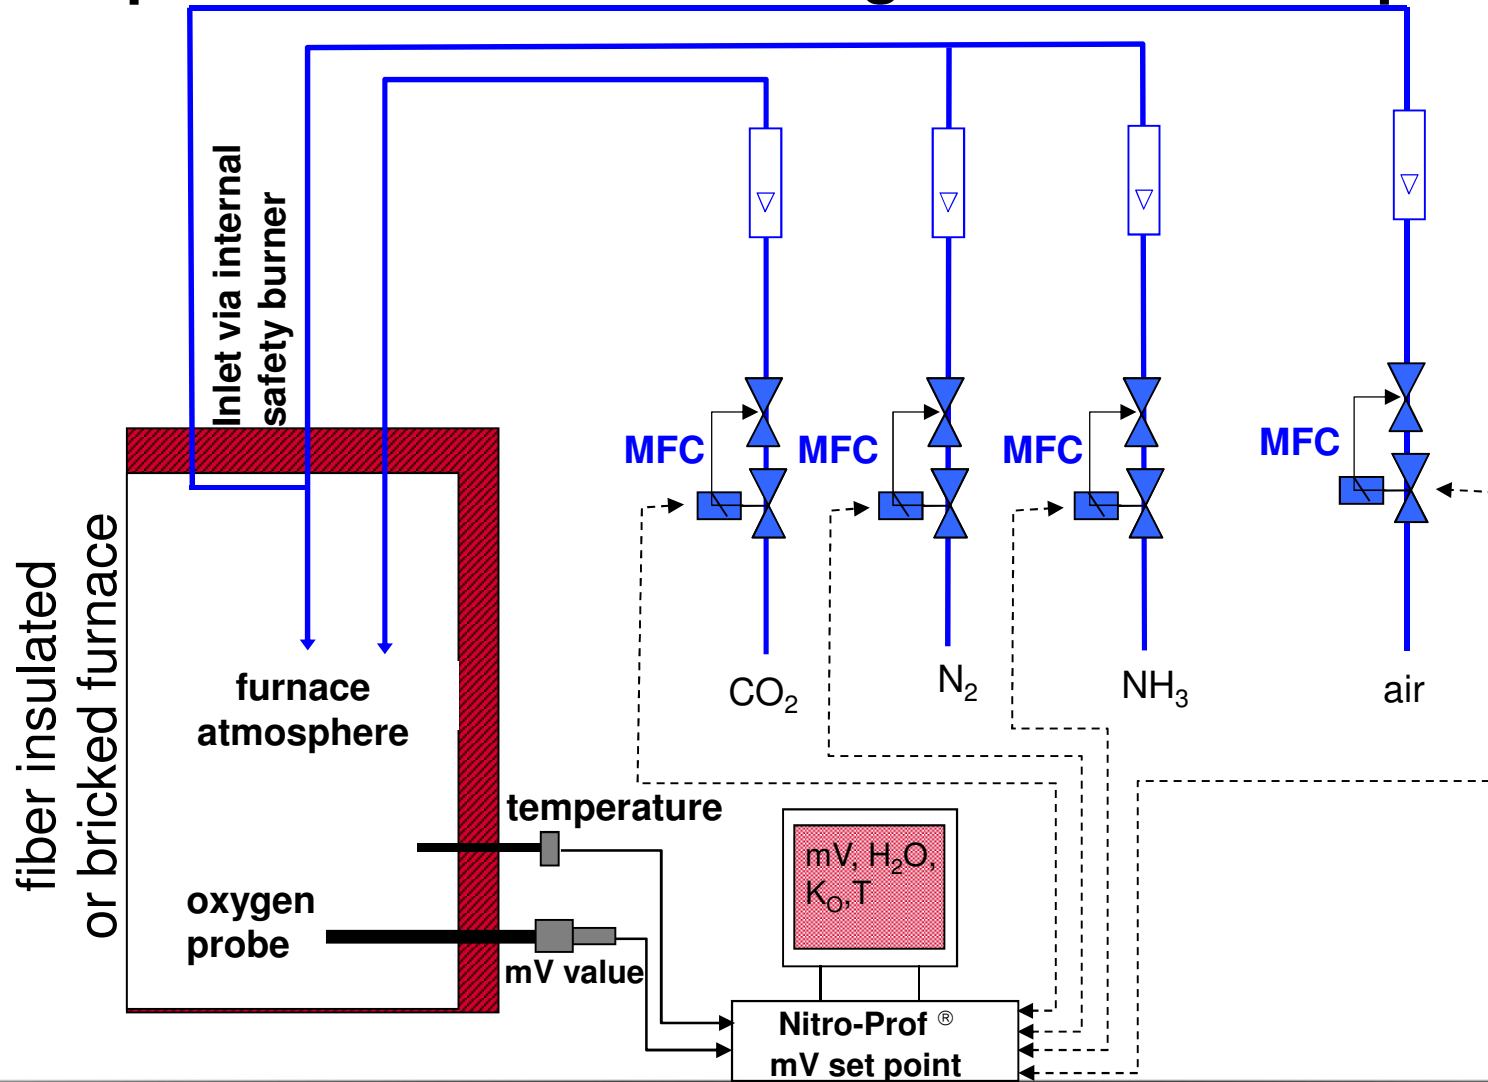 Inlet via internal
safety burner
MFC
MFC
MFC
MFC
fiber insulated
or bricked furnace
furnace
atmosphere
CO2
N2
NH3
air
temperature
mV, H2O,
KO,T
oxygen
probe
mV value
Nitro-Prof ®
mV set point